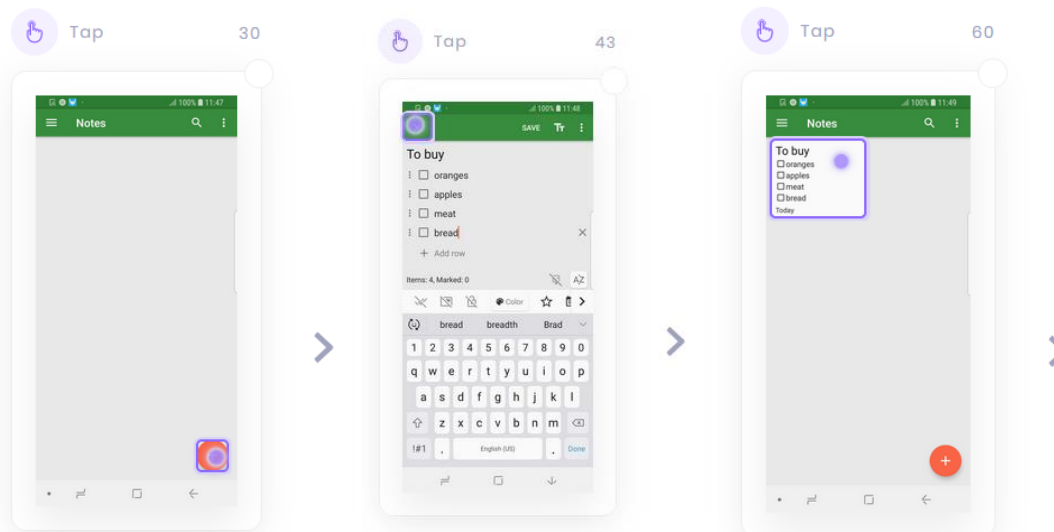 Tap 30
100% 11:47
Notes
Tap 43
100% 11:48
SAVE Tт
To buy
oranges
apples
meat
bread
+ Add row
Items: 4, Marked: 0
AZ
Color
bread breadth Brad
1 2 3 4 5 6 7 8 9 0
q w e r t y u i o p
a s d f g h j k l
z x c v b n m
!#1 , English (US) . Done
Tap 60
100% 11:49
Notes
To buy
oranges
apples
meat
bread
Today
+